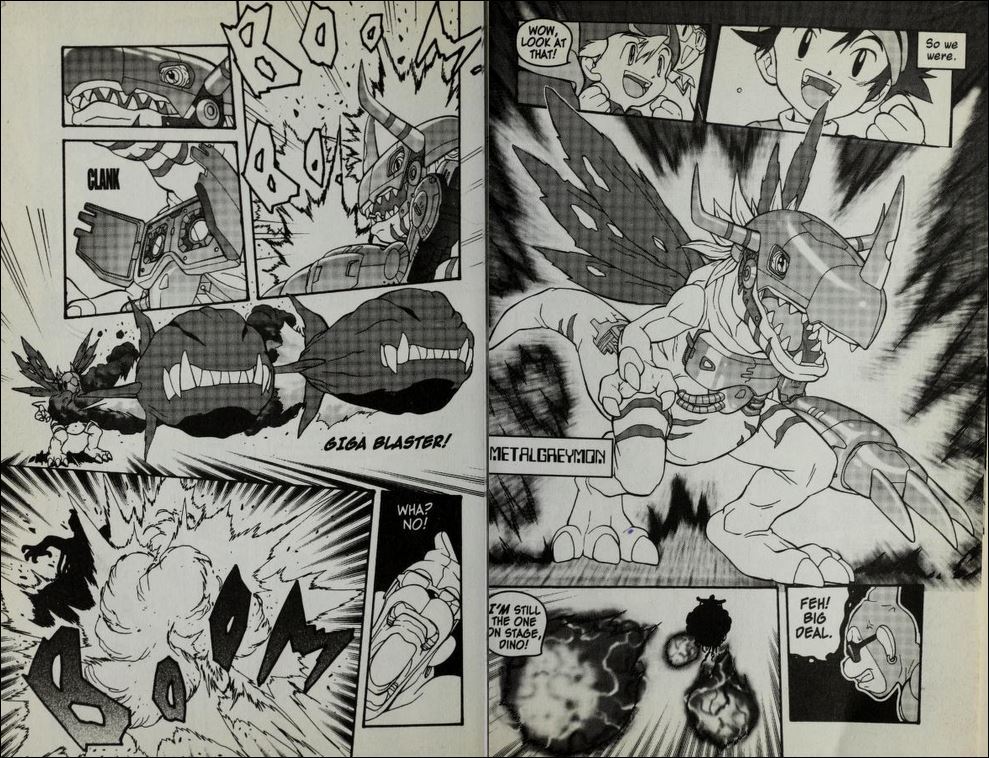 So we
were.
WOW,
LOOK AT
THAT!
METALGREYMON
FEH!
BIG
DEAL.
I'M STILL
THE ONE
ON STAGE,
DINO!
BOOM
BOO
CLANK
GIGA BLASTER!
WHA?
NO!
BOOM